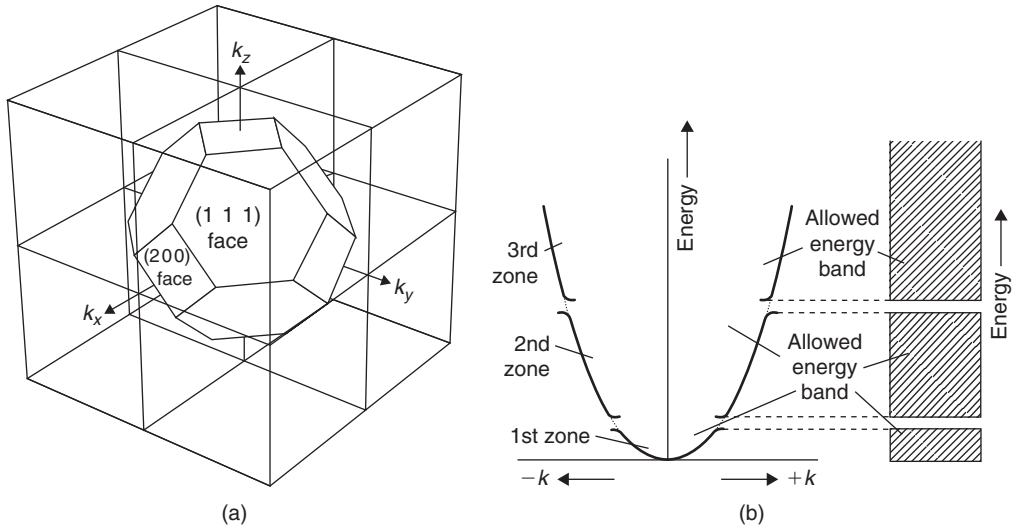 k_z
(1 1 1)
face
(200)
face
k_x
k_y
(a)
Energy
3rd
zone
2nd
zone
1st zone
Allowed
energy
band
Allowed
energy
band
Energy
−k
+k
(b)